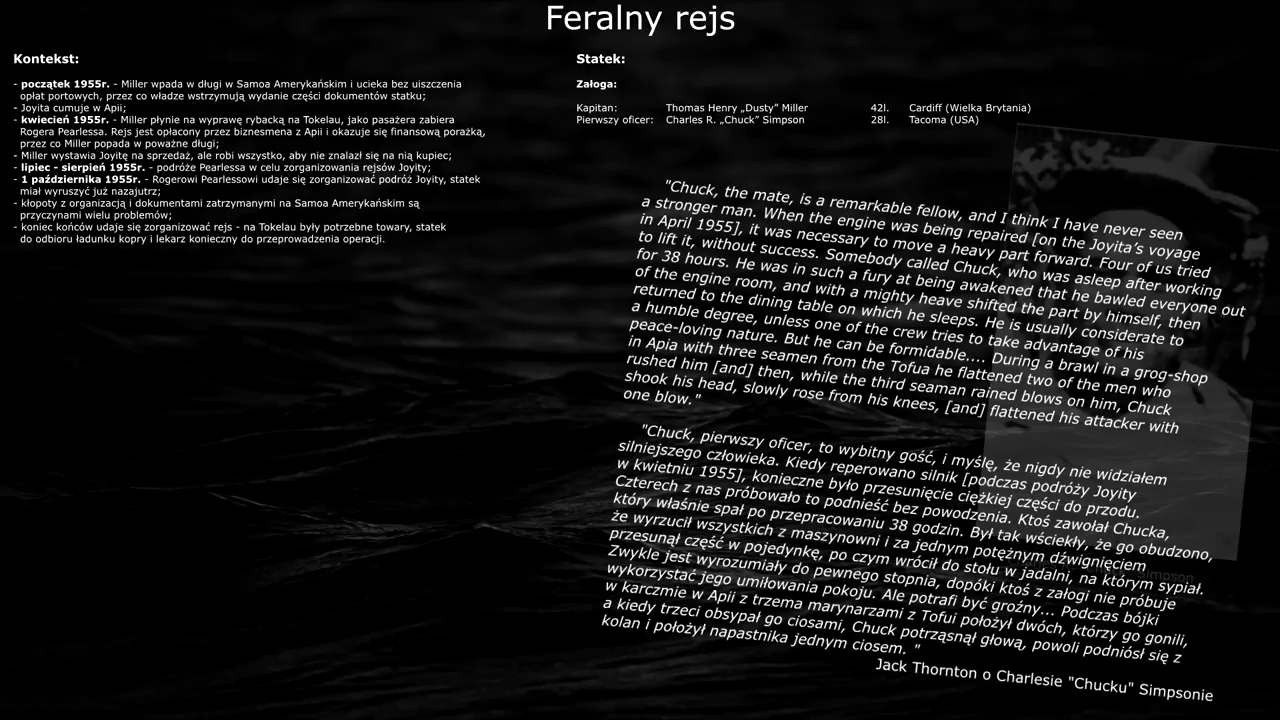 Feralny rejs
Kontekst:
- początek 1955r. - Miller wpada w długi w Samoa Amerykańskim i ucieka bez uiszczenia
opłat portowych, przez co władze wstrzymują wydanie części dokumentów statku;
- Joyita cumuje w Apii;
- kwiecień 1955r. - Miller płynie na wyprawę rybacką na Tokelau, jako pasażera zabiera
Rogera Pearlessa. Rejs jest opłacony przez biznesmena z Apii i okazuje się finansową porażką,
przez co Miller popada w poważne długi;
- Miller wystawia Joyitę na sprzedaż, ale robi wszystko, aby nie znalazł się na nią kupiec;
- lipiec - sierpień 1955r. - podróże Pearlessa w celu zorganizowania rejsów Joyity;
- 1 października 1955r. - Rogerowi Pearlessowi udaje się zorganizować podróż Joyity, statek
miał wyruszyć już nazajutrz;
- kłopoty z organizacją i dokumentami zatrzymanymi na Samoa Amerykańskim są
przyczynami wielu problemów;
- koniec końców udaje się zorganizować rejs - na Tokelau były potrzebne towary, statek
do odbioru ładunku kopry i lekarz konieczny do przeprowadzenia operacji.
Statek:
Załoga:
Kapitan: Thomas Henry „Dusty” Miller 42l. Cardiff (Wielka Brytania)
Pierwszy oficer: Charles R. „Chuck” Simpson 28l. Tacoma (USA)
"Chuck, the mate, is a remarkable fellow, and I think I have never seen
a stronger man. When the engine was being repaired [on the Joyita’s voyage
in April 1955], it was necessary to move a heavy part forward. Four of us tried
to lift it, without success. Somebody called Chuck, who was asleep after working
for 38 hours. He was in such a fury at being awakened that he bawled everyone out
of the engine room, and with a mighty heave shifted the part by himself, then
returned to the dining table on which he sleeps. He is usually considerate to
a humble degree, unless one of the crew tries to take advantage of his
peace-loving nature. But he can be formidable.... During a brawl in a grog-shop
in Apia with three seamen from the Tofua he flattened two of the men who
rushed him [and] then, while the third seaman rained blows on him, Chuck
shook his head, slowly rose from his knees, [and] flattened his attacker with
one blow."
"Chuck, pierwszy oficer, to wybitny gość, i myślę, że nigdy nie widziałem
silniejszego człowieka. Kiedy reperowano silnik [podczas podróży Joyity
w kwietniu 1955], konieczne było przesunięcie ciężkiej części do przodu.
Czterech z nas próbowało to podnieść bez powodzenia. Ktoś zawołał Chucka,
który właśnie spał po przepracowaniu 38 godzin. Był tak wściekły, że go obudzono,
że wyrzucił wszystkich z maszynowni i za jednym potężnym dźwignięciem
przesunął część w pojedynkę, po czym wrócił do stołu w jadalni, na którym sypiał.
Zwykle jest wyrozumiały do pewnego stopnia, dopóki ktoś z załogi nie próbuje
wykorzystać jego umiłowania pokoju. Ale potrafi być groźny... Podczas bójki
w karczmie w Apii z trzema marynarzami z Tofui położył dwóch, którzy go gonili,
a kiedy trzeci obsypał go ciosami, Chuck potrząsnął głową, powoli podniósł się z
kolan i położył napastnika jednym ciosem. "
Simpson
Jack Thornton o Charlesie "Chucku" Simpsonie